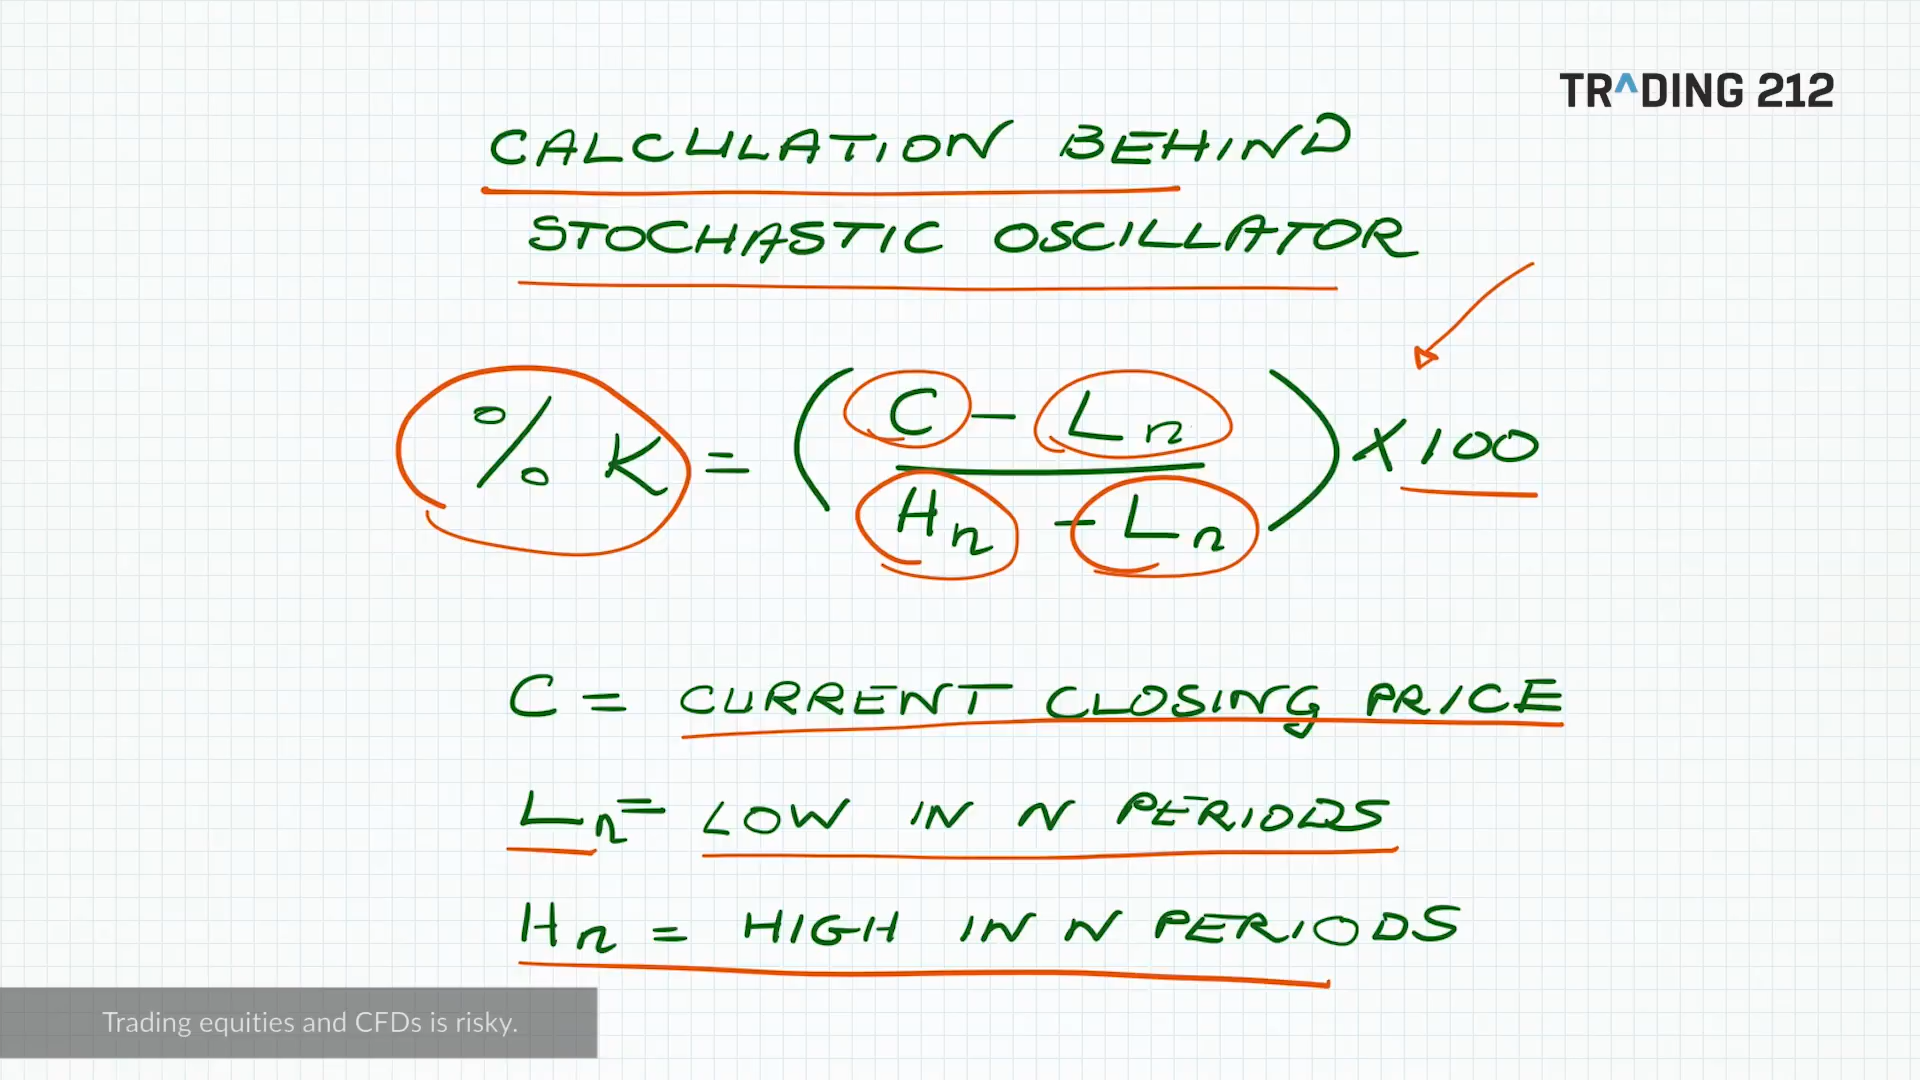 TRADING 212
CALCULATION BEHIND
STOCHASTIC OSCILLATOR
% K = ( C - Ln / Hn - Ln ) X 100
C = CURRENT CLOSING PRICE
Ln = LOW IN N PERIODS
Hn = HIGH IN N PERIODS
Trading equities and CFDs is risky.